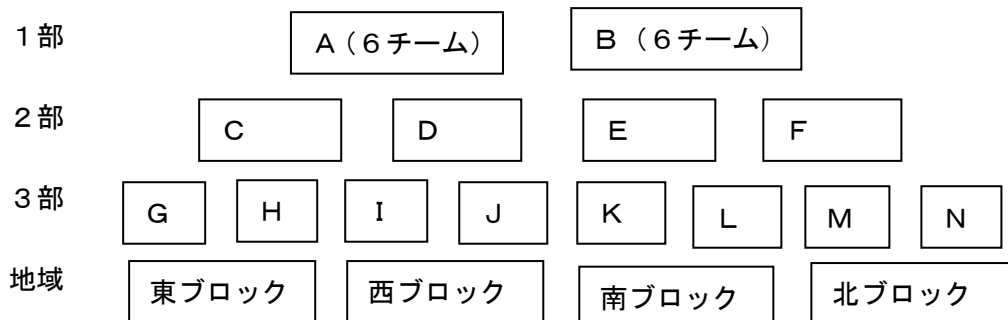 １部 Ａ（６チーム） Ｂ（６チーム）
２部 Ｃ Ｄ Ｅ Ｆ
３部 Ｇ Ｈ Ｉ Ｊ Ｋ Ｌ Ｍ Ｎ
地域 東ブロック 西ブロック 南ブロック 北ブロック